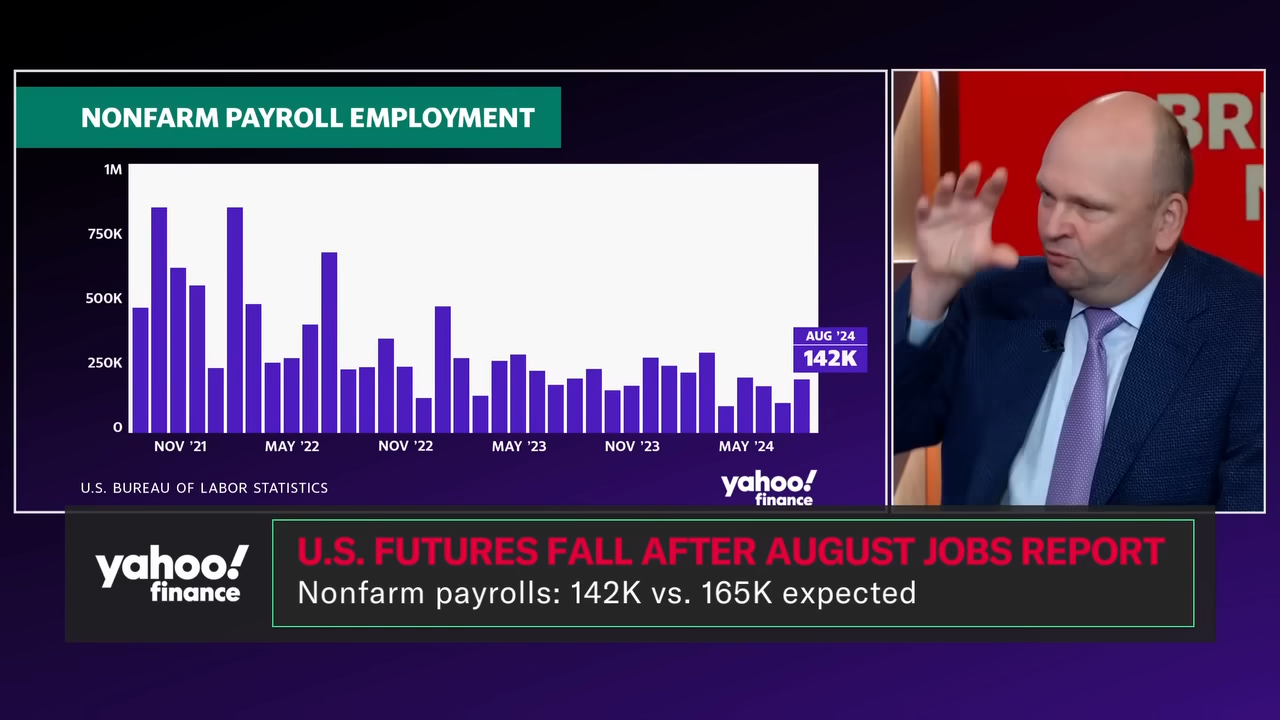 NONFARM PAYROLL EMPLOYMENT
1M
750K
500K
250K
0
AUG '24
142K
NOV '21
MAY '22
NOV '22
MAY '23
NOV '23
MAY '24
U.S. BUREAU OF LABOR STATISTICS
yahoo!
finance
BR
N
yahoo!
finance
U.S. FUTURES FALL AFTER AUGUST JOBS REPORT
Nonfarm payrolls: 142K vs. 165K expected